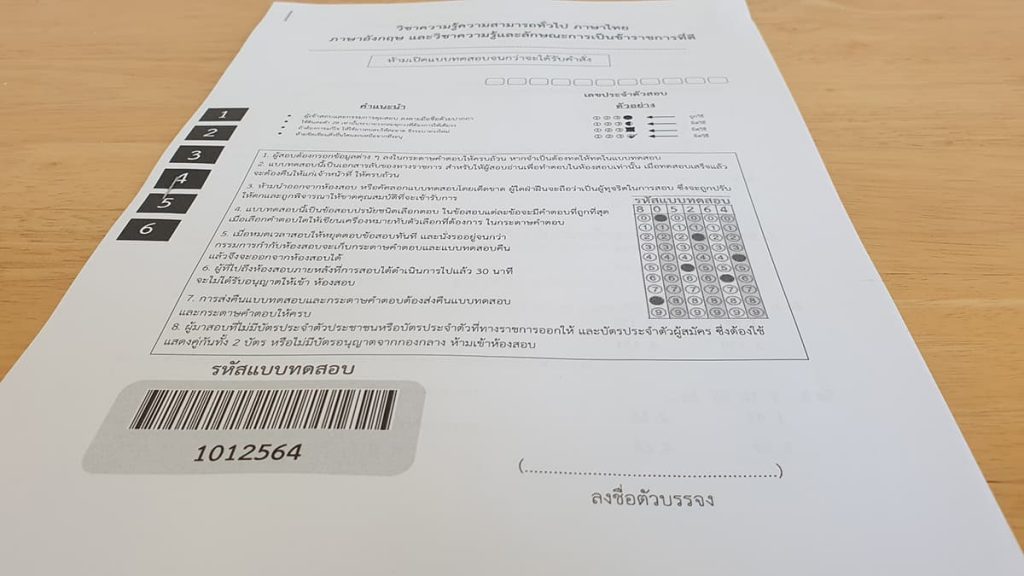 วิชาความรู้ความสามารถทั่วไป ภาษาไทย
ภาษาอังกฤษ และวิชาความรู้และลักษณะการเป็นข้าราชการที่ดี
ห้ามเปิดแบบทดสอบจนกว่าจะได้รับคำสั่ง
เลขประจำตัวสอบ
คำแนะนำ
ตัวอย่าง
ถูกวิธี
ผิดวิธี
ผิดวิธี
ผิดวิธี
1
2
3
4
5
6
1. ผู้สอบต้องกรอกข้อมูลต่าง ๆ ลงในกระดาษคำตอบให้ครบถ้วน หากจำเป็นต้องทดให้ทดในแบบทดสอบ
2. แบบทดสอบนี้เป็นเอกสารลับของทางราชการ สำหรับให้ผู้สอบอ่านเพื่อทำตอบในห้องสอบเท่านั้น เมื่อทดสอบเสร็จแล้ว
จะต้องคืนให้แก่เจ้าหน้าที่ ให้ครบถ้วน
3. ห้ามนำออกจากห้องสอบ หรือคัดลอกแบบทดสอบโดยเด็ดขาด ผู้ใดฝ่าฝืนจะถือว่าเป็นผู้ทุจริตในการสอบ ซึ่งจะถูกปรับ
ให้ตกและถูกพิจารณาให้ขาดคุณสมบัติที่จะเข้ารับการ
4. แบบทดสอบนี้เป็นข้อสอบปรนัยชนิดเลือกตอบ ในข้อสอบแต่ละข้อจะมีคำตอบที่ถูกที่สุด
เมื่อเลือกคำตอบใดให้เขียนเครื่องหมายทับตัวเลือกที่ต้องการ ในกระดาษคำตอบ
5. เมื่อหมดเวลาสอบให้หยุดตอบข้อสอบทันที และนั่งรออยู่จนกว่า
กรรมการกำกับห้องสอบจะเก็บกระดาษคำตอบและแบบทดสอบคืน
แล้วจึงจะออกจากห้องสอบได้
6. ผู้ที่ไปถึงห้องสอบภายหลังที่การสอบได้ดำเนินการไปแล้ว 30 นาที
จะไม่ได้รับอนุญาตให้เข้า ห้องสอบ
7. การส่งคืนแบบทดสอบและกระดาษคำตอบต้องส่งคืนแบบทดสอบ
และกระดาษคำตอบให้ครบ
8. ผู้มาสอบที่ไม่มีบัตรประจำตัวประชาชนหรือบัตรประจำตัวที่ทางราชการออกให้ และบัตรประจำตัวผู้สมัคร ซึ่งต้องใช้
แสดงคู่กันทั้ง 2 บัตร หรือไม่มีบัตรอนุญาตจากกองกลาง ห้ามเข้าห้องสอบ
รหัสแบบทดสอบ
8 0 5 2 6 4
รหัสแบบทดสอบ
1012564
(..................................................)
ลงชื่อตัวบรรจง